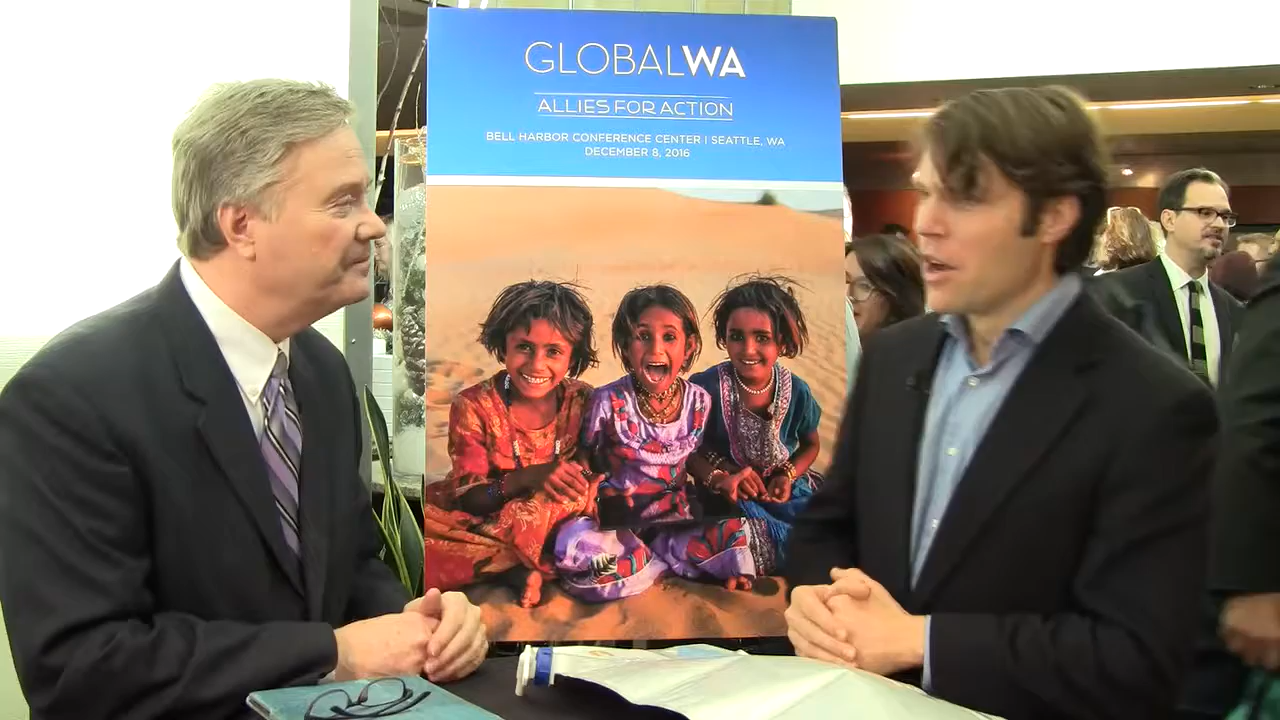 GLOBALWA
ALLIES FOR ACTION
BELL HARBOR CONFERENCE CENTER | SEATTLE, WA
DECEMBER 8, 2016